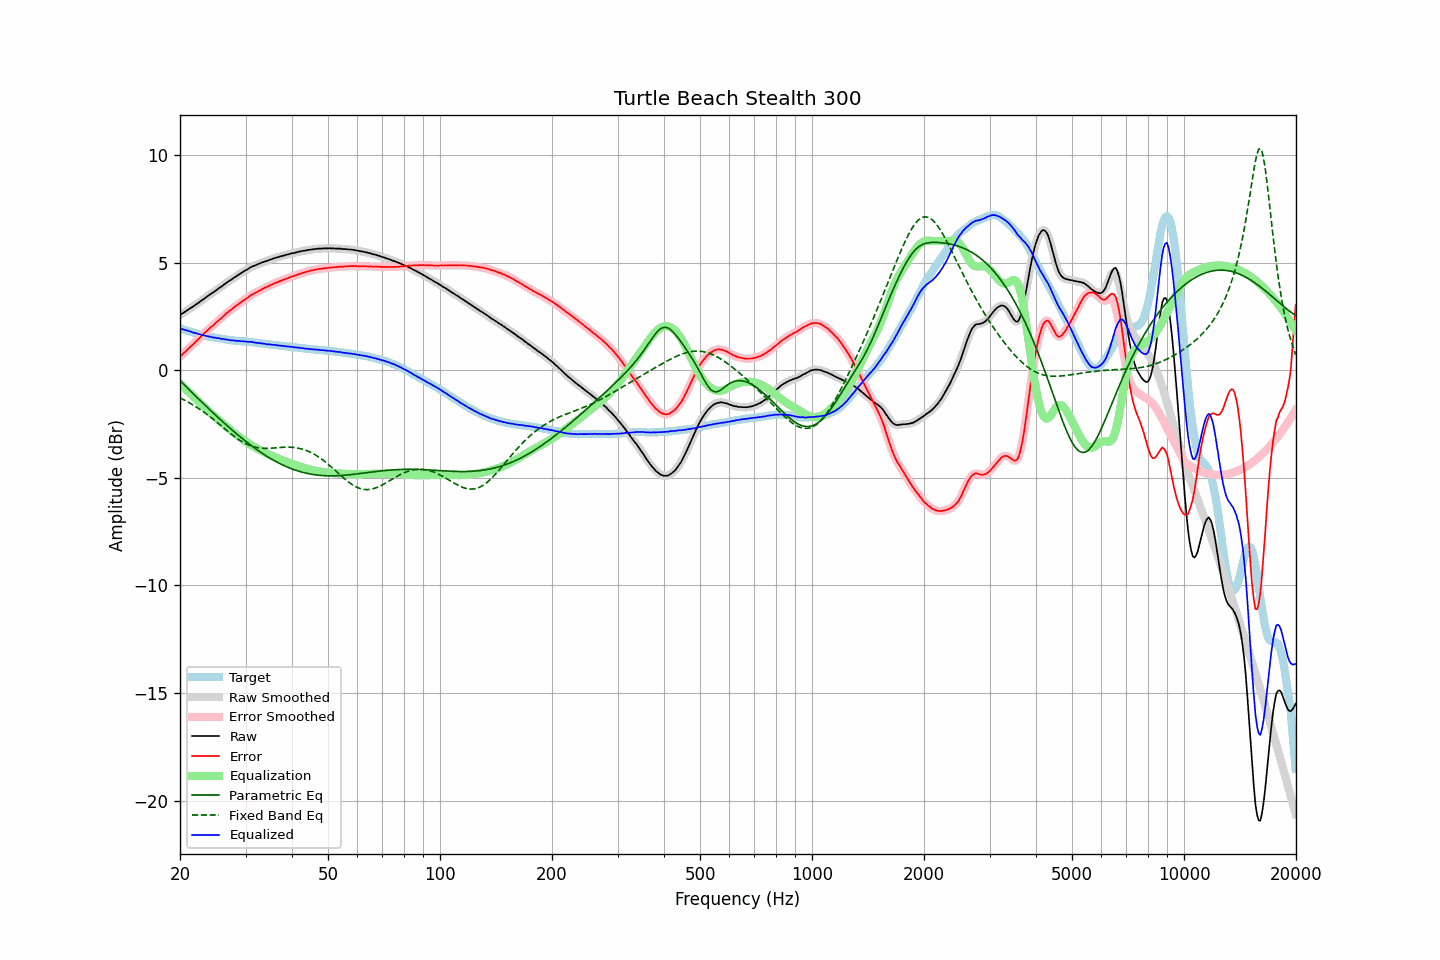 Turtle Beach Stealth 300
Amplitude (dBr)
10
5
0
−5
−10
−15
−20
Target
Raw Smoothed
Error Smoothed
Raw
Error
Equalization
Parametric Eq
Fixed Band Eq
Equalized
20 50 100 200 500 1000 2000 5000 10000 20000
Frequency (Hz)